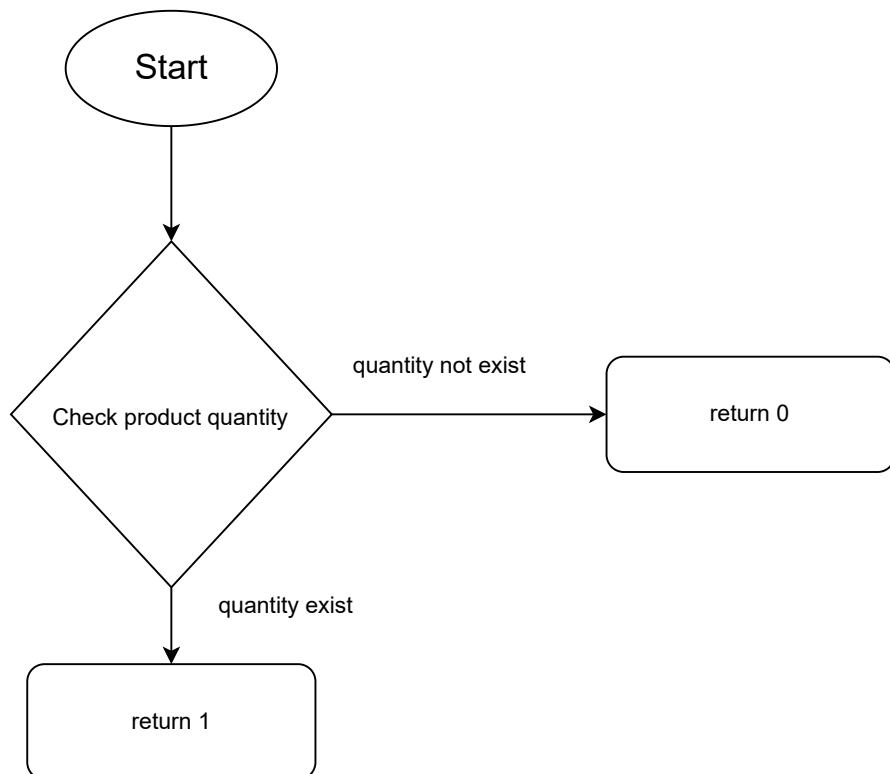 Start
quantity not exist
Check product quantity
return 0
quantity exist
return 1